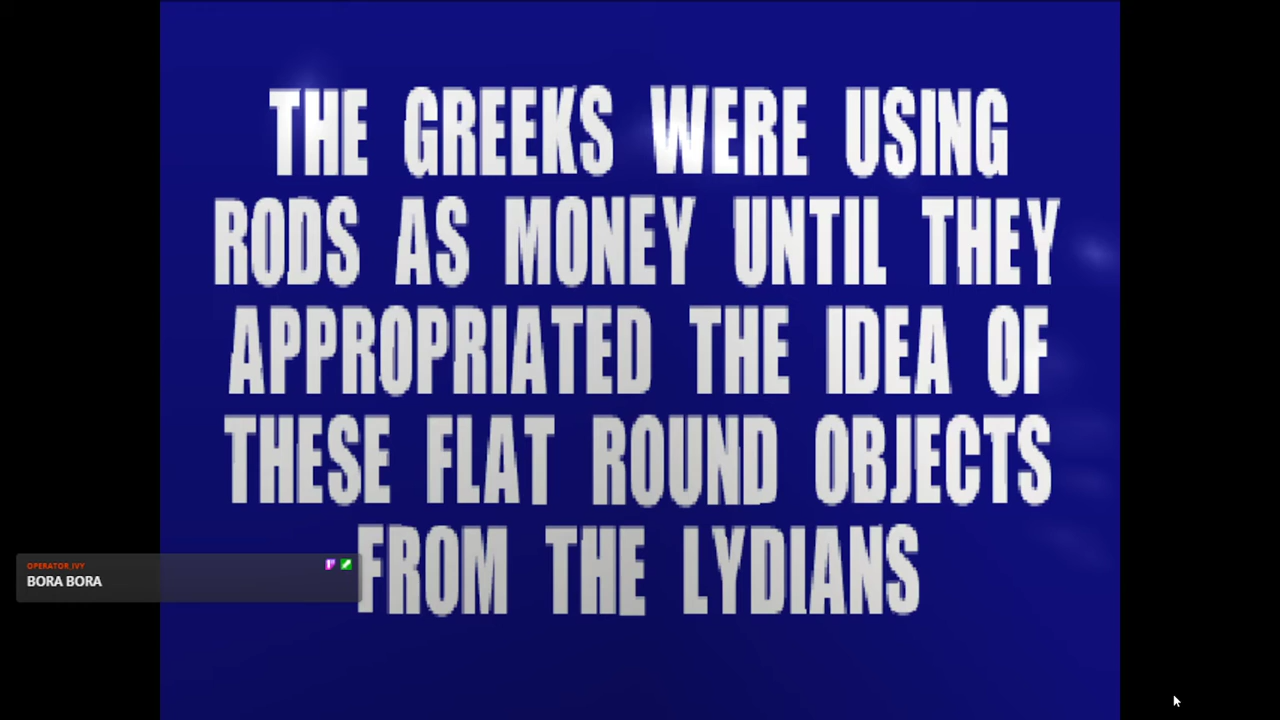 THE GREEKS WERE USING
RODS AS MONEY UNTIL THEY
APPROPRIATED THE IDEA OF
THESE FLAT ROUND OBJECTS
FROM THE LYDIANS
OPERATOR_IVY
BORA BORA